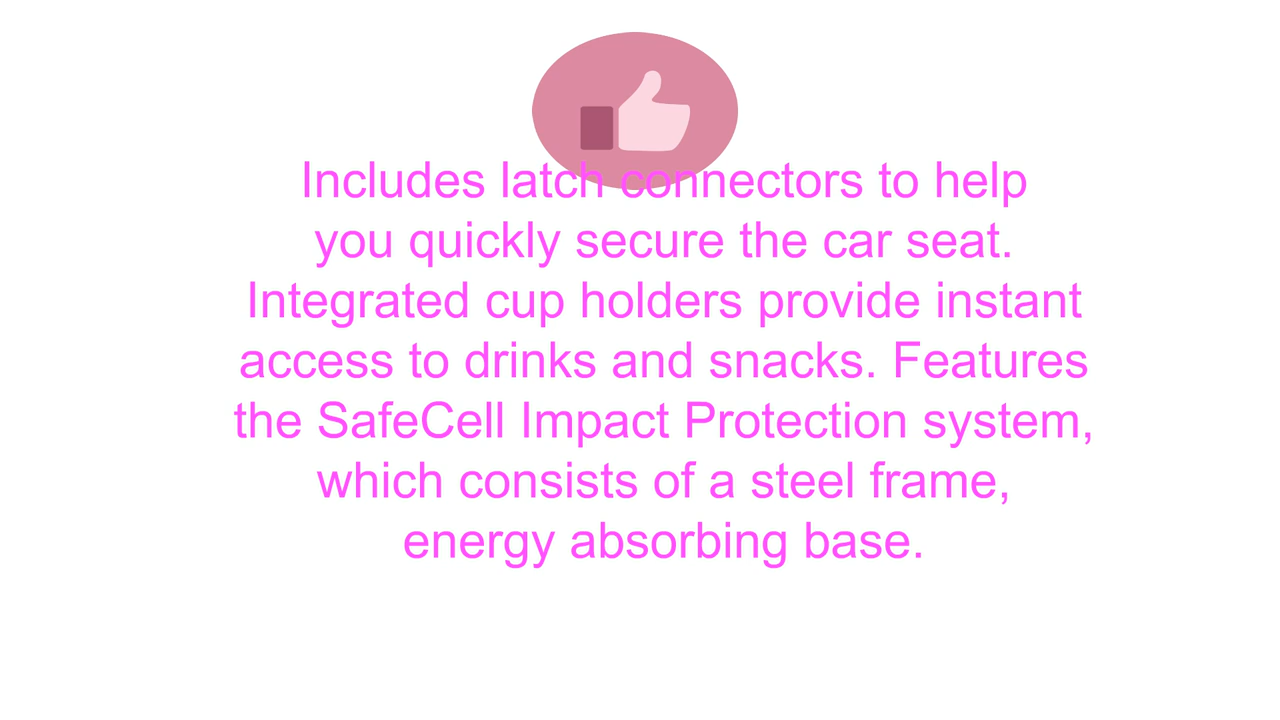 Includes latch connectors to help
you quickly secure the car seat.
Integrated cup holders provide instant
access to drinks and snacks. Features
the SafeCell Impact Protection system,
which consists of a steel frame,
energy absorbing base.